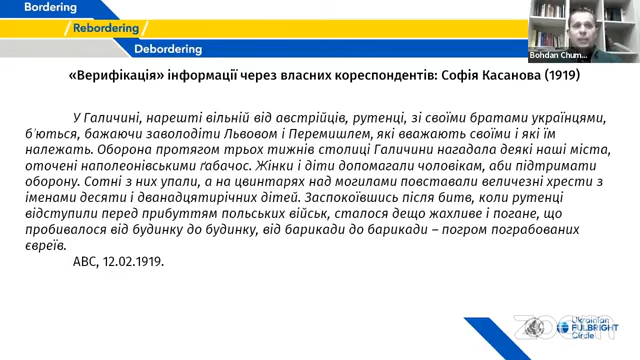 Bordering
Rebordering
Debordering
Bohdan Chum...
«Верифікація» інформації через власних кореспондентів: Софія Касанова (1919)
У Галичині, нарешті вільній від австрійців, рутенці, зі своїми братами українцями,
б'ються, бажаючи заволодіти Львовом і Перемишлем, які вважають своїми і які їм
належать. Оборона протягом трьох тижнів столиці Галичини нагадала деякі наші міста,
оточені наполеонівськими ґабачос. Жінки і діти допомагали чоловікам, аби підтримати
оборону. Сотні з них упали, а на цвинтарях над могилами повставали величезні хрести з
іменами десяти і дванадцятирічних дітей. Заспокоївшись після битв, коли рутенці
відступили перед прибуттям польських військ, сталося дещо жахливе і погане, що
пробивалося від будинку до будинку, від барикади до барикади – погром пограбованих
євреїв.
ABC, 12.02.1919.
zoom
Ukrainian
FULBRIGHT
Circle